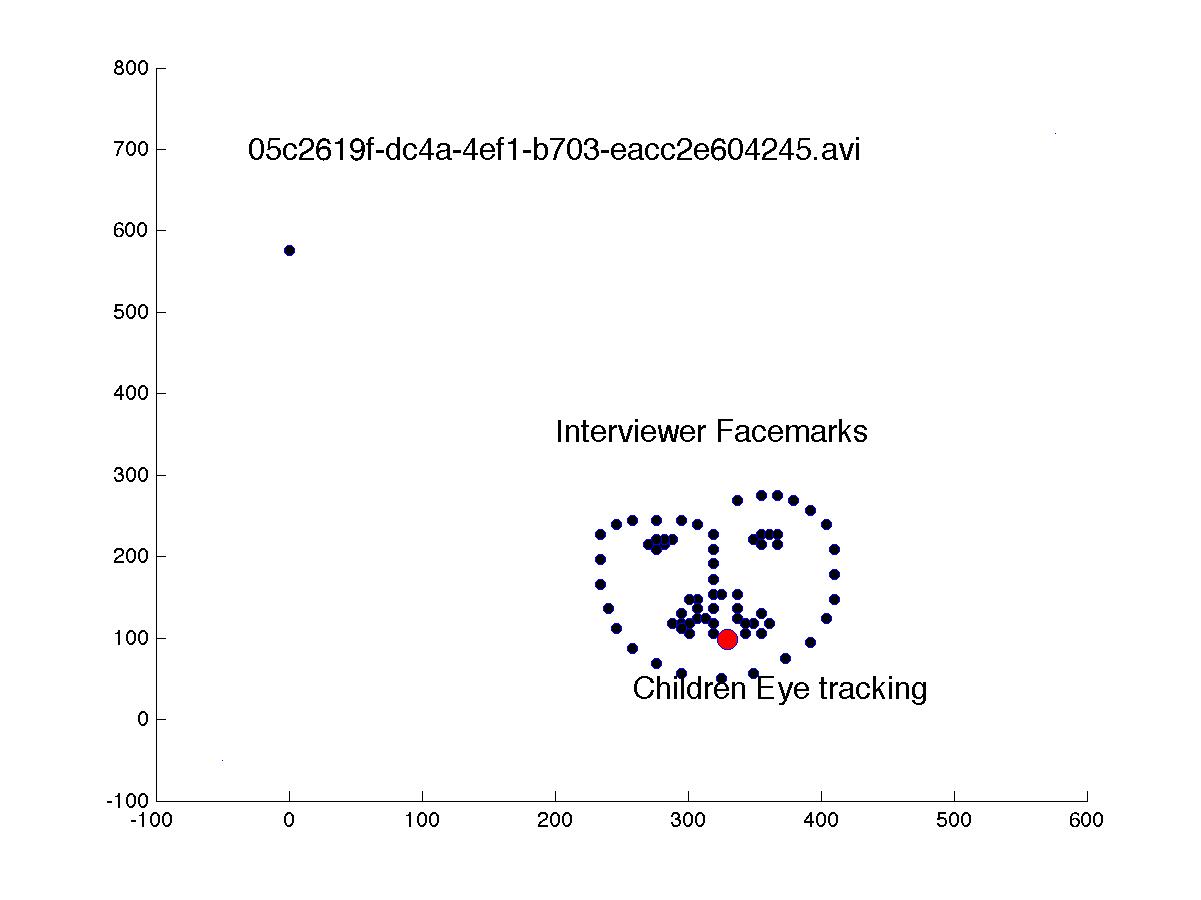 800
05c2619f-dc4a-4ef1-b703-eacc2e604245.avi
700
600
500
400
Interviewer Facemarks
300
200
100
Children Eye tracking
0
-100
-100 0 100 200 300 400 500 600